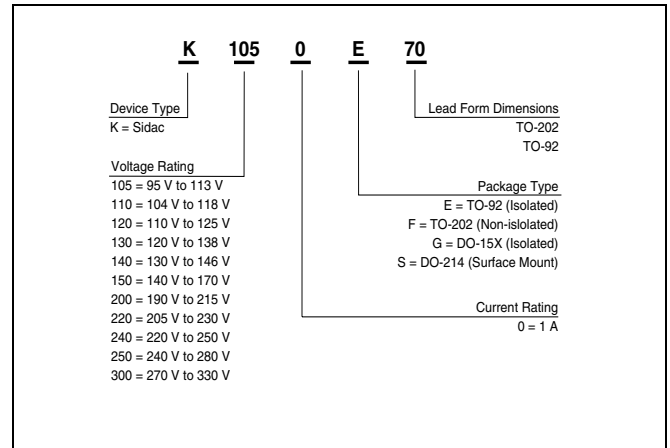 K 105 0 E 70
Device Type
K = Sidac
Voltage Rating
105 = 95 V to 113 V
110 = 104 V to 118 V
120 = 110 V to 125 V
130 = 120 V to 138 V
140 = 130 V to 146 V
150 = 140 V to 170 V
200 = 190 V to 215 V
220 = 205 V to 230 V
240 = 220 V to 250 V
250 = 240 V to 280 V
300 = 270 V to 330 V
Lead Form Dimensions
TO-202
TO-92
Package Type
E = TO-92 (Isolated)
F = TO-202 (Non-islolated)
G = DO-15X (Isolated)
S = DO-214 (Surface Mount)
Current Rating
0 = 1 A